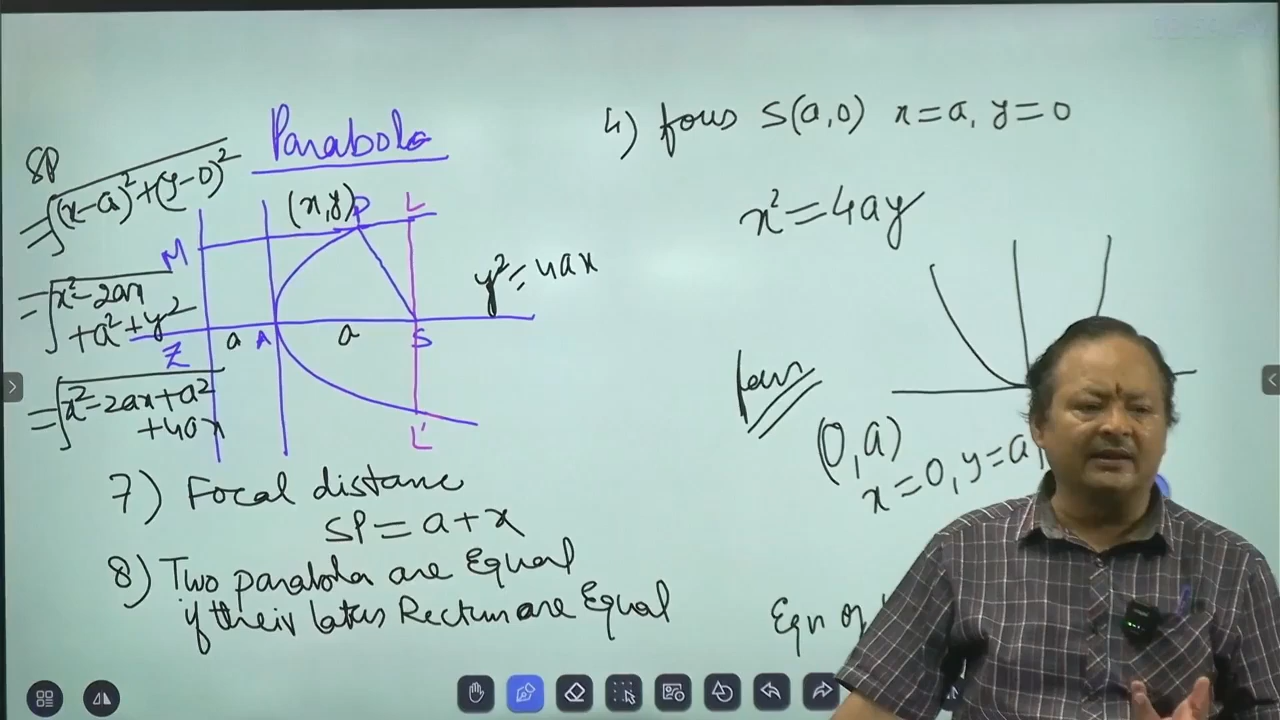 Parabola
SP
=√(x-a)²+(y-0)²
=√x²-2ax
+a²+y²
=√x²-2ax+a²
+4ax
(x,y) P L
M
y²=4ax
Z a A a S
L'
7) Focal distance
SP=a+x
8) Two parabola are Equal
if their latus Rectum are Equal
4) focus S(a,0) x=a, y=0
x²=4ay
focus
(0,a)
x=0, y=a,
Eqn of